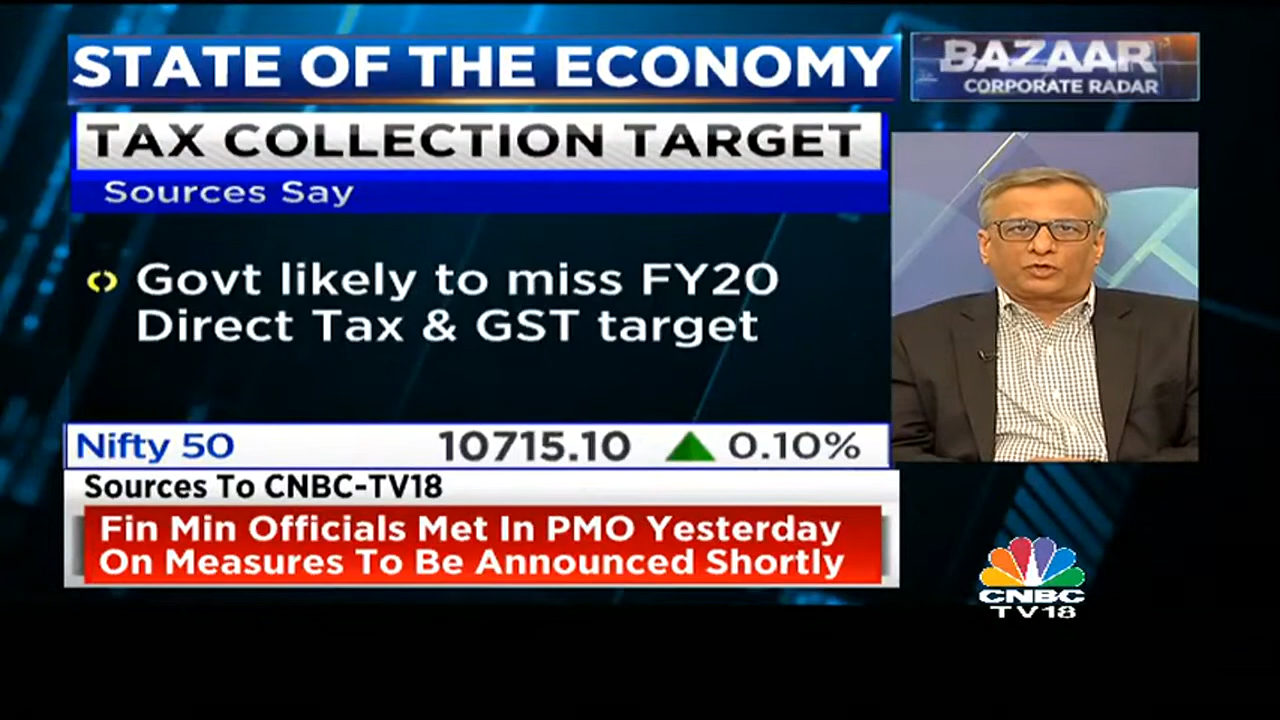 STATE OF THE ECONOMY
BAZAAR
CORPORATE RADAR
TAX COLLECTION TARGET
Sources Say
Govt likely to miss FY20
Direct Tax & GST target
Nifty 50 10715.10 0.10%
Sources To CNBC-TV18
Fin Min Officials Met In PMO Yesterday
On Measures To Be Announced Shortly
CNBC
TV18